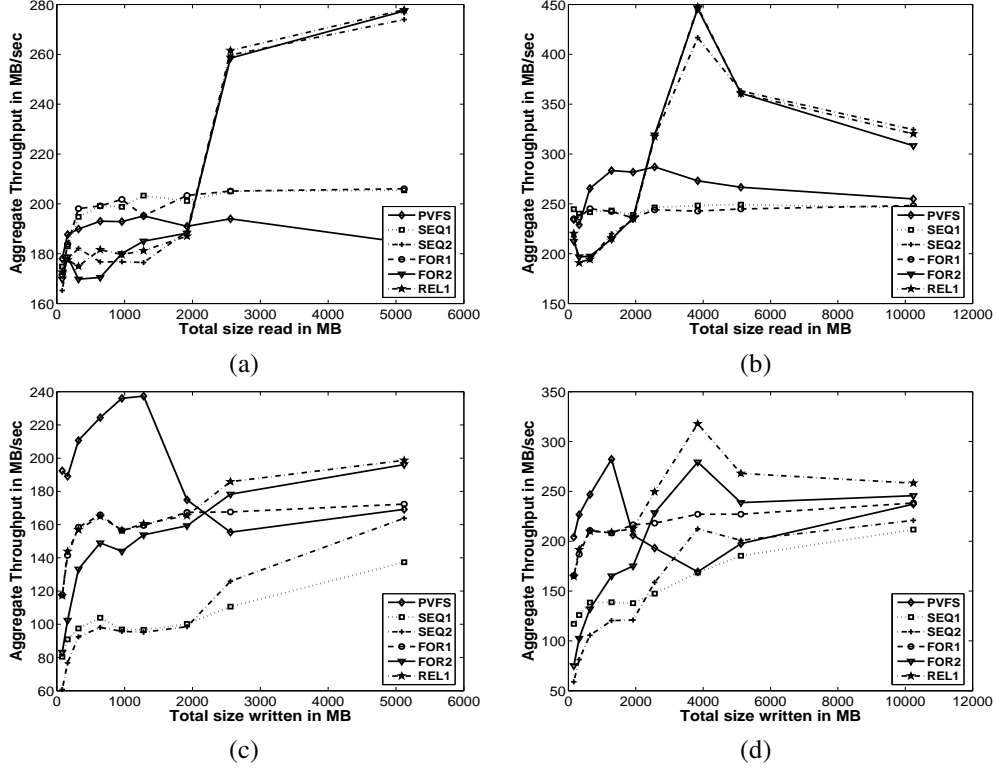 280
260
240
220
200
180
160
0 1000 2000 3000 4000 5000 6000
Aggregate Throughput in MB/sec
Total size read in MB
PVFS
SEQ1
SEQ2
FOR1
FOR2
REL1
(a)
450
400
350
300
250
200
150
0 2000 4000 6000 8000 10000 12000
Aggregate Throughput in MB/sec
Total size read in MB
PVFS
SEQ1
SEQ2
FOR1
FOR2
REL1
(b)
240
220
200
180
160
140
120
100
80
60
0 1000 2000 3000 4000 5000 6000
Aggregate Throughput in MB/sec
Total size written in MB
PVFS
SEQ1
SEQ2
FOR1
FOR2
REL1
(c)
350
300
250
200
150
100
50
0 2000 4000 6000 8000 10000 12000
Aggregate Throughput in MB/sec
Total size written in MB
PVFS
SEQ1
SEQ2
FOR1
FOR2
REL1
(d)